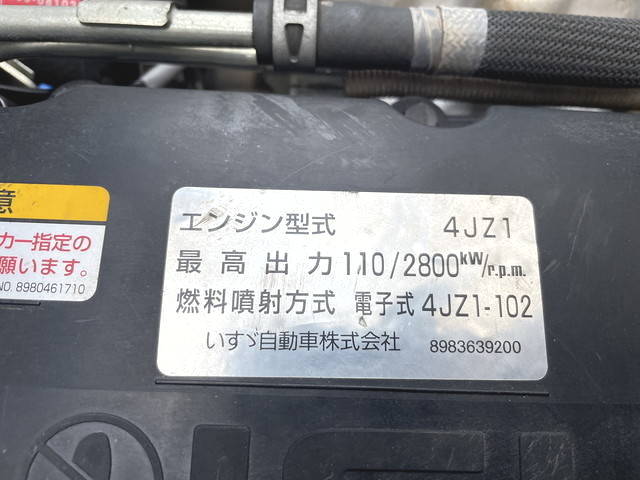 意
カー指定の
願います。
NO. 8980461710
エンジン型式 4JZ1
最高出力 110/2800kW/r.p.m.
燃料噴射方式 電子式 4JZ1-102
いすゞ自動車株式会社 8983639200